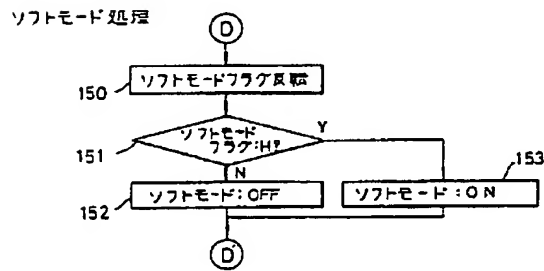 ソフトモード処理
D
150
ソフトモードフラグ反転
151
ソフトモード
フラグ:H?
Y
N
152
ソフトモード:OFF
153
ソフトモード:ON
D'